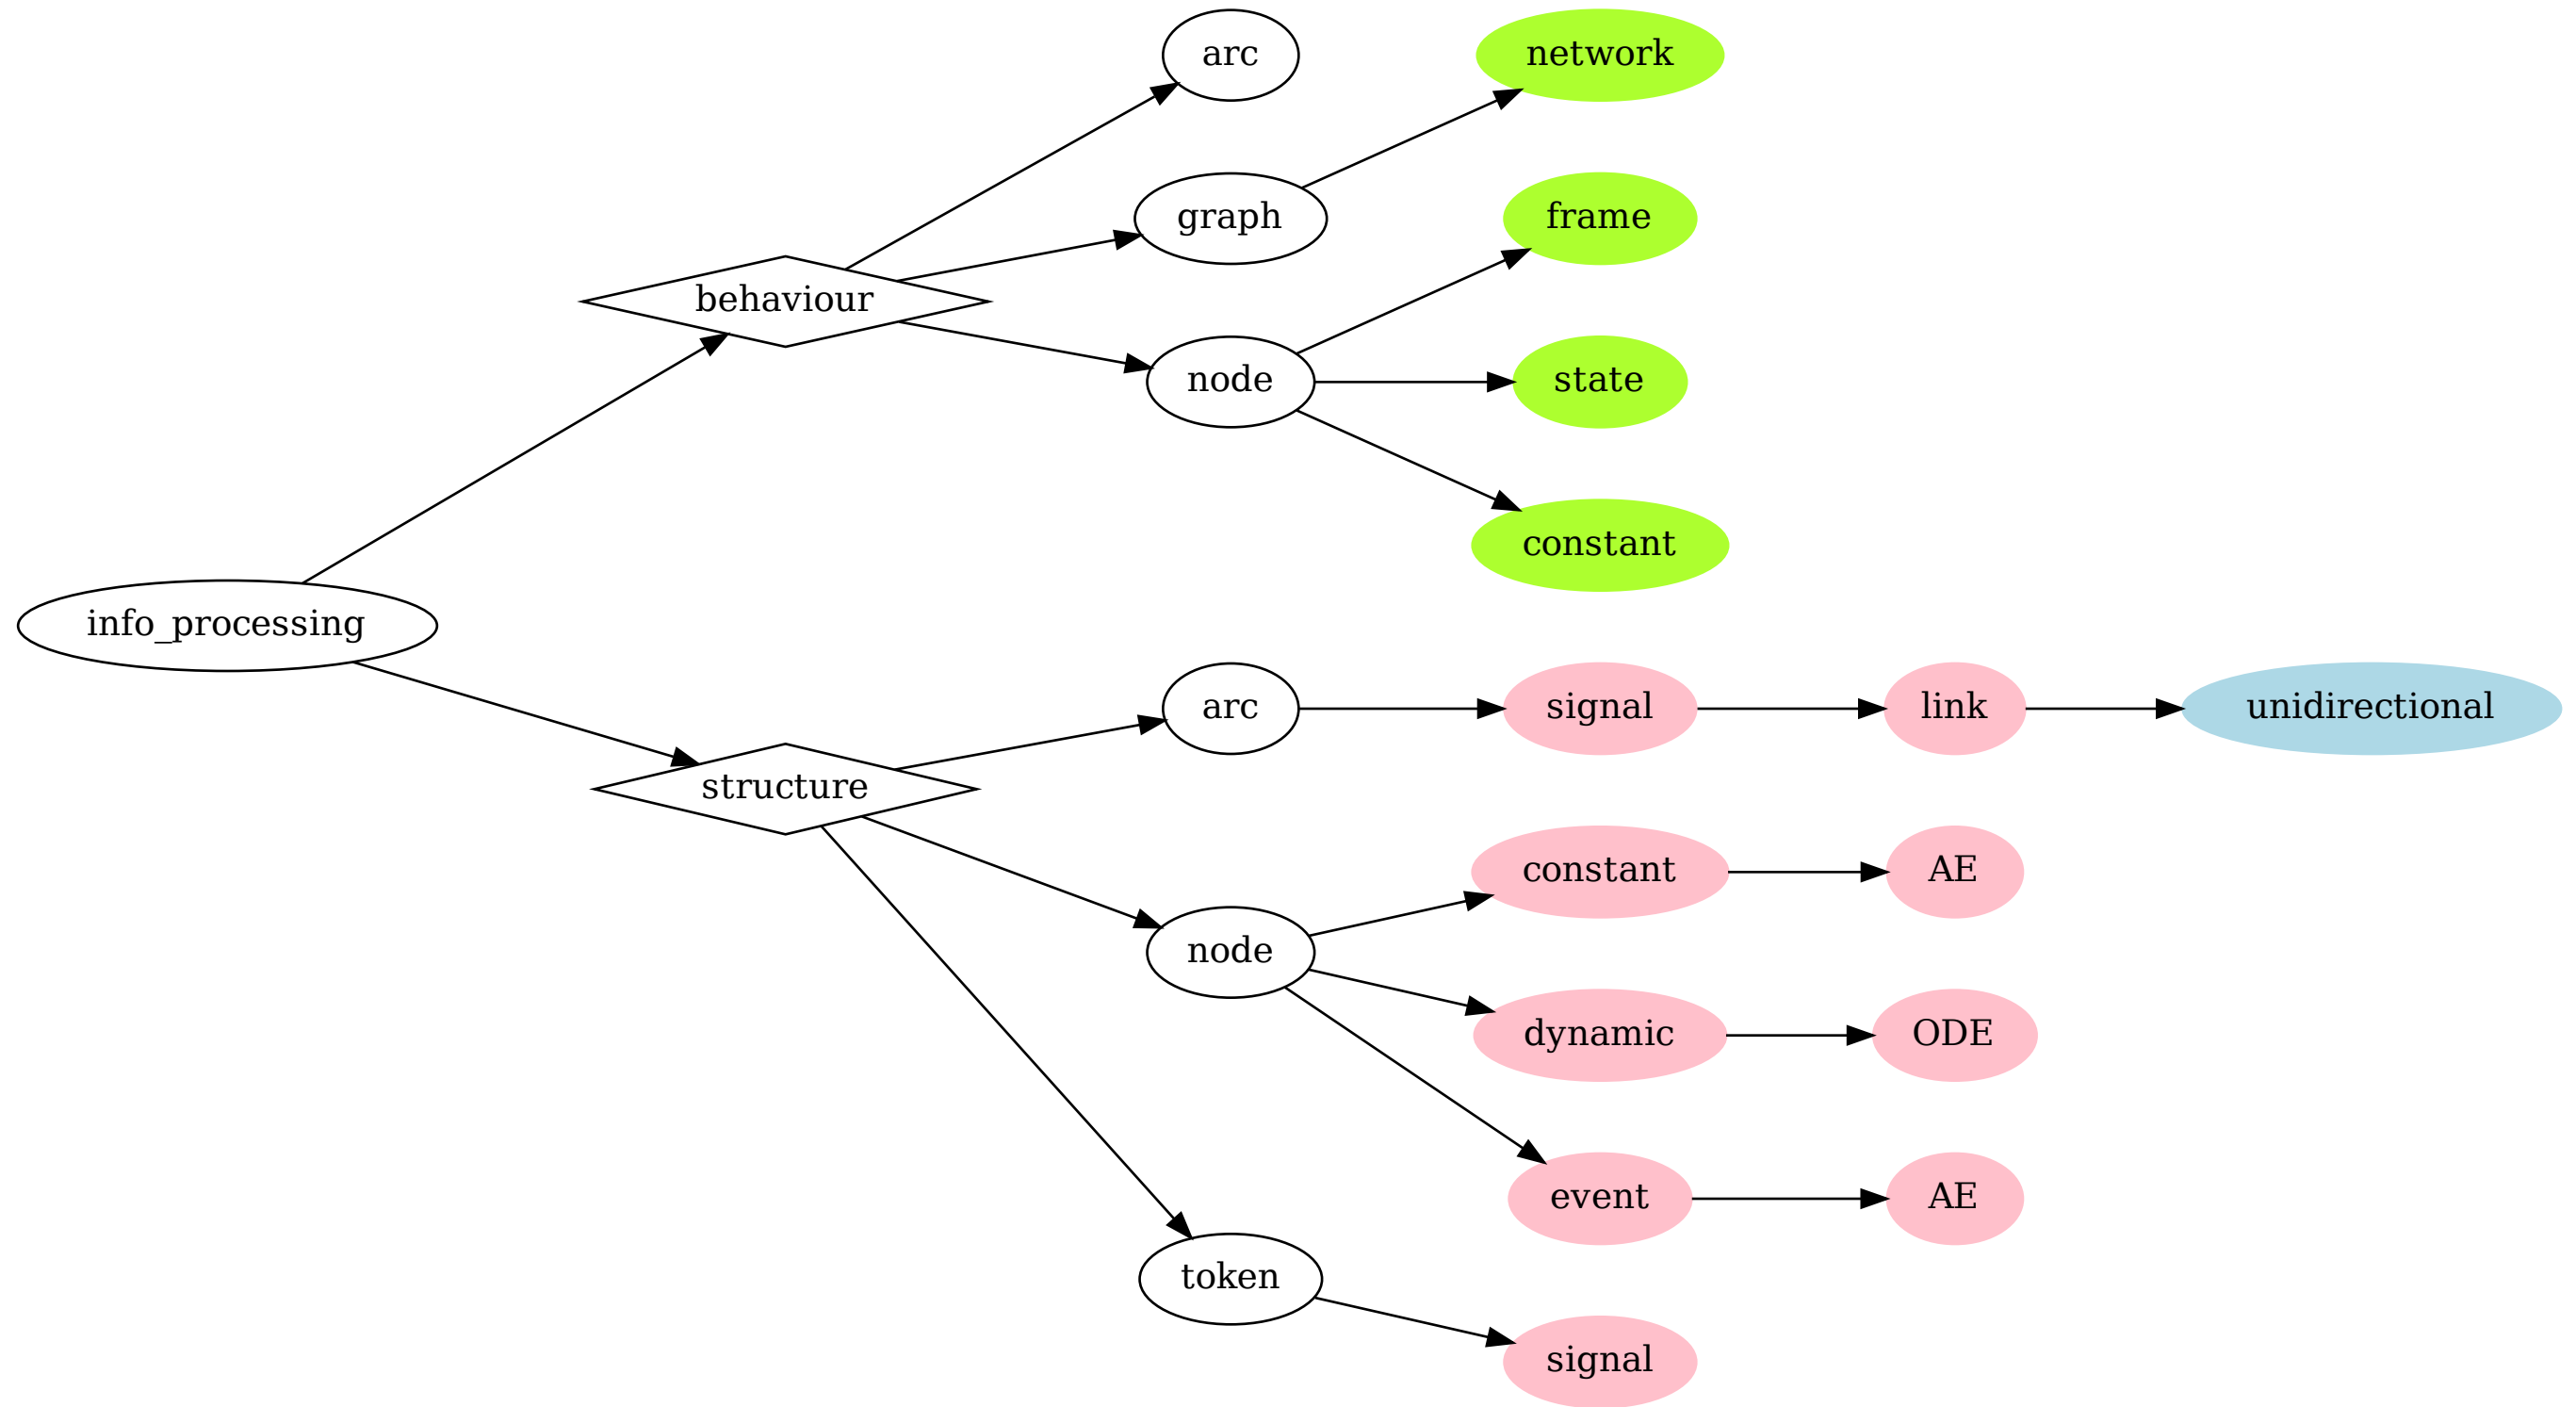 arc
network
graph
frame
behaviour
node
state
constant
info_processing
arc
signal
link
unidirectional
structure
constant
AE
node
dynamic
ODE
event
AE
token
signal